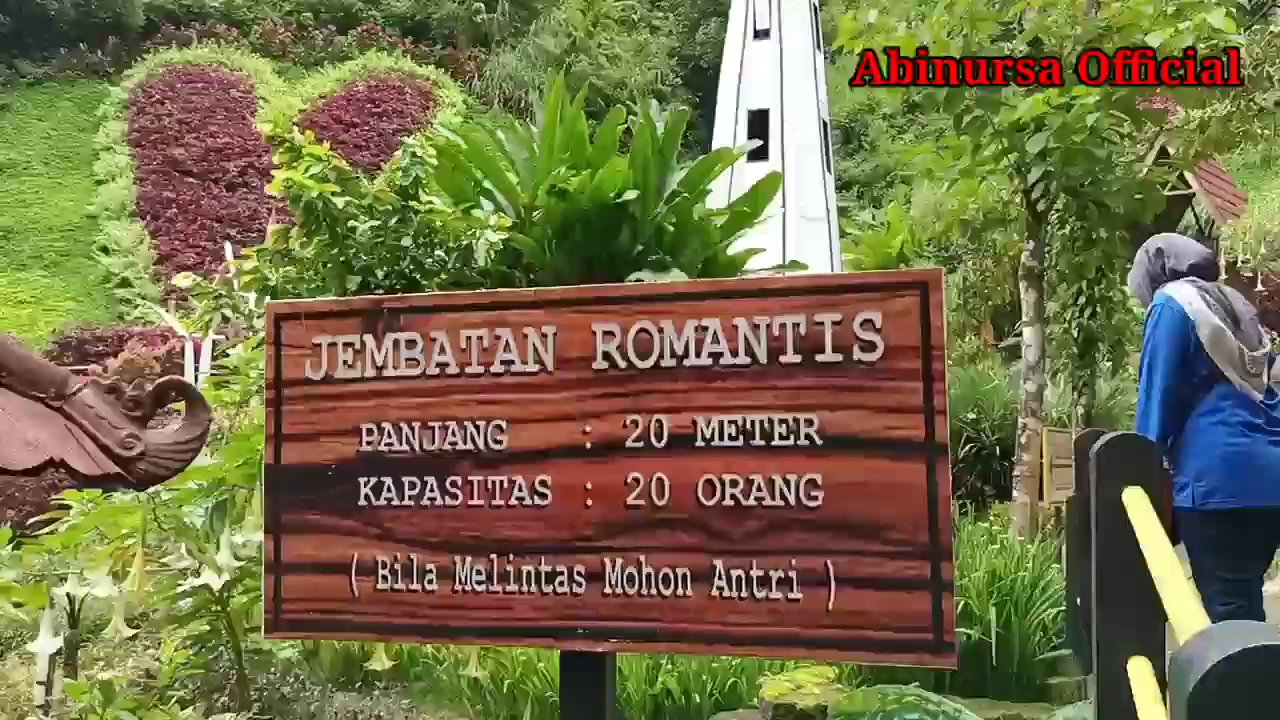 Abinursa Official
JEMBATAN ROMANTIS
PANJANG : 20 METER
KAPASITAS : 20 ORANG
( Bila Melintas Mohon Antri )